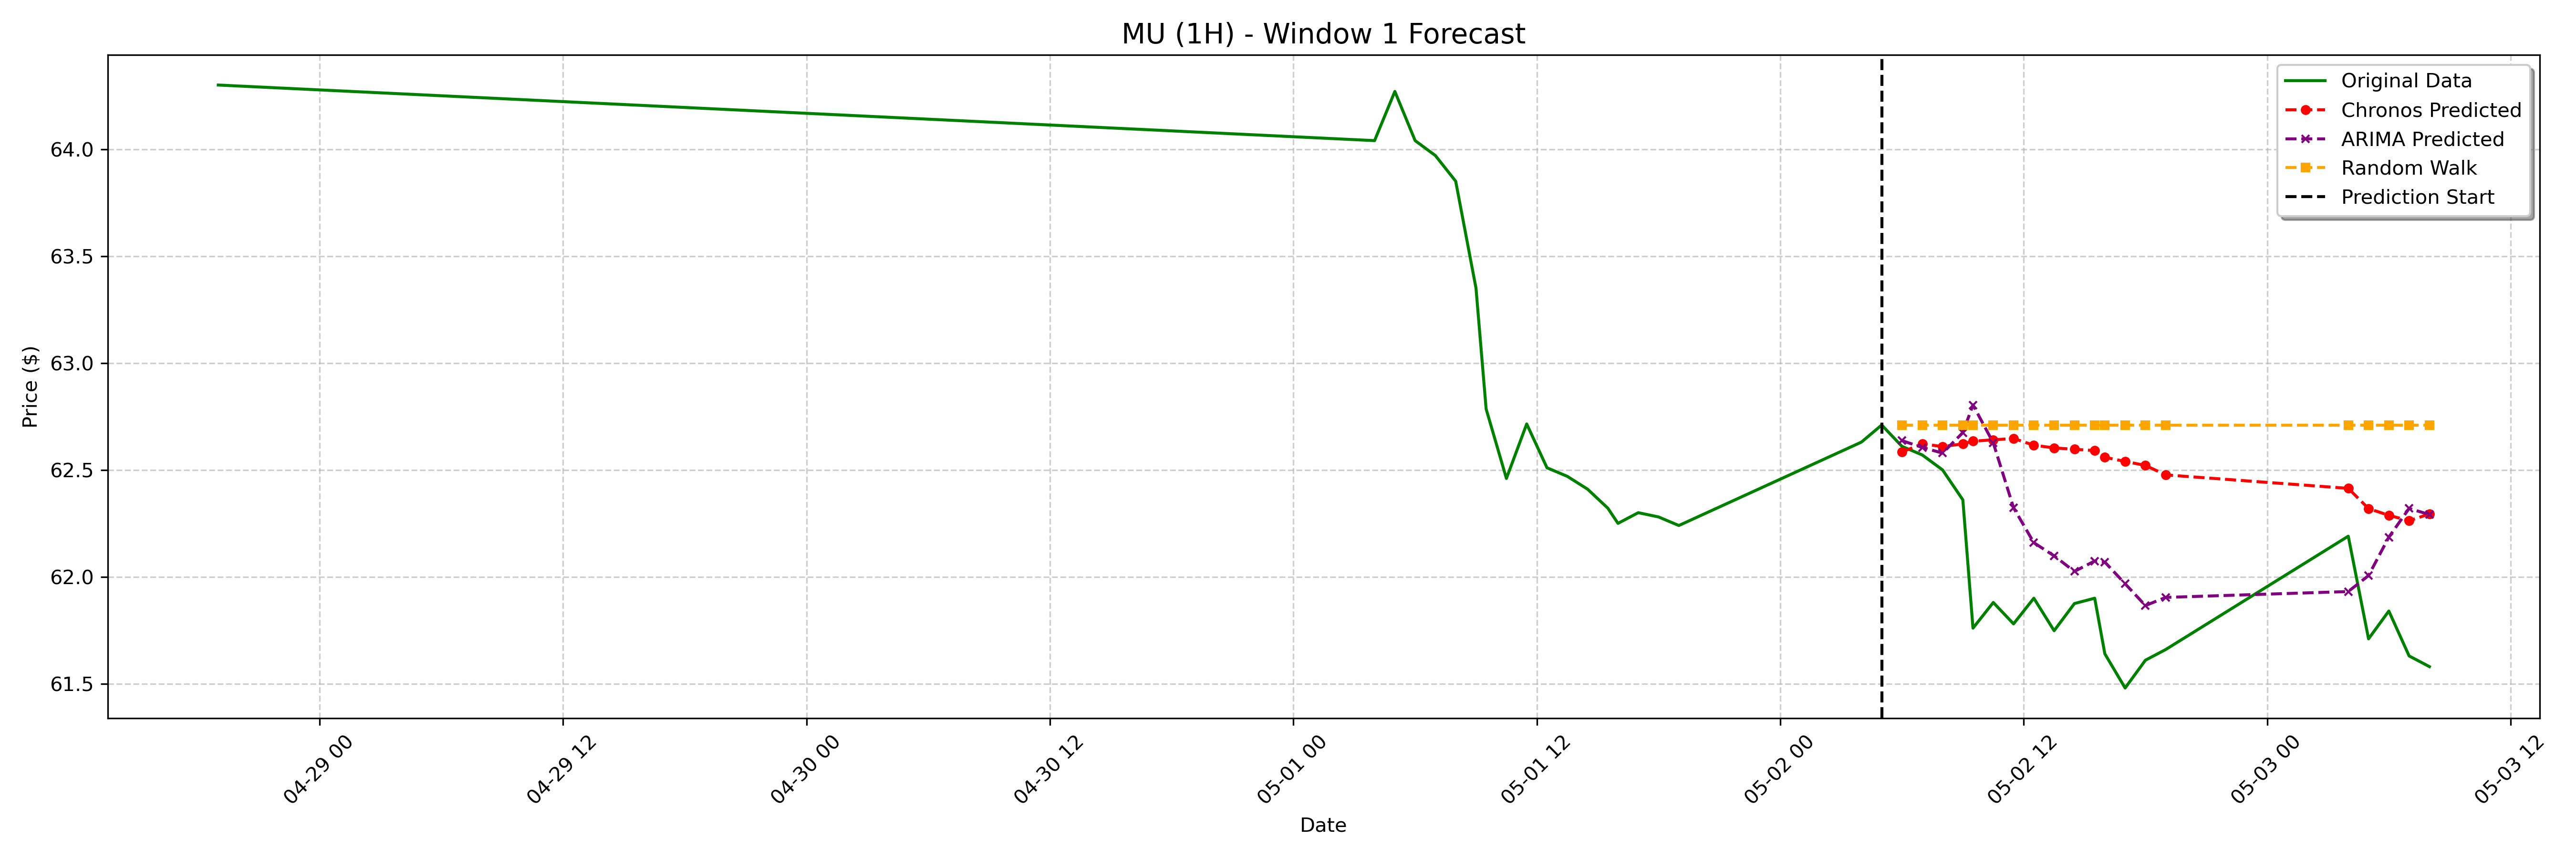 MU (1H) - Window 1 Forecast
Original Data
Chronos Predicted
ARIMA Predicted
Random Walk
Prediction Start
Price ($)
64.0
63.5
63.0
62.5
62.0
61.5
04-29 00
04-29 12
04-30 00
04-30 12
05-01 00
05-01 12
05-02 00
05-02 12
05-03 00
05-03 12
Date